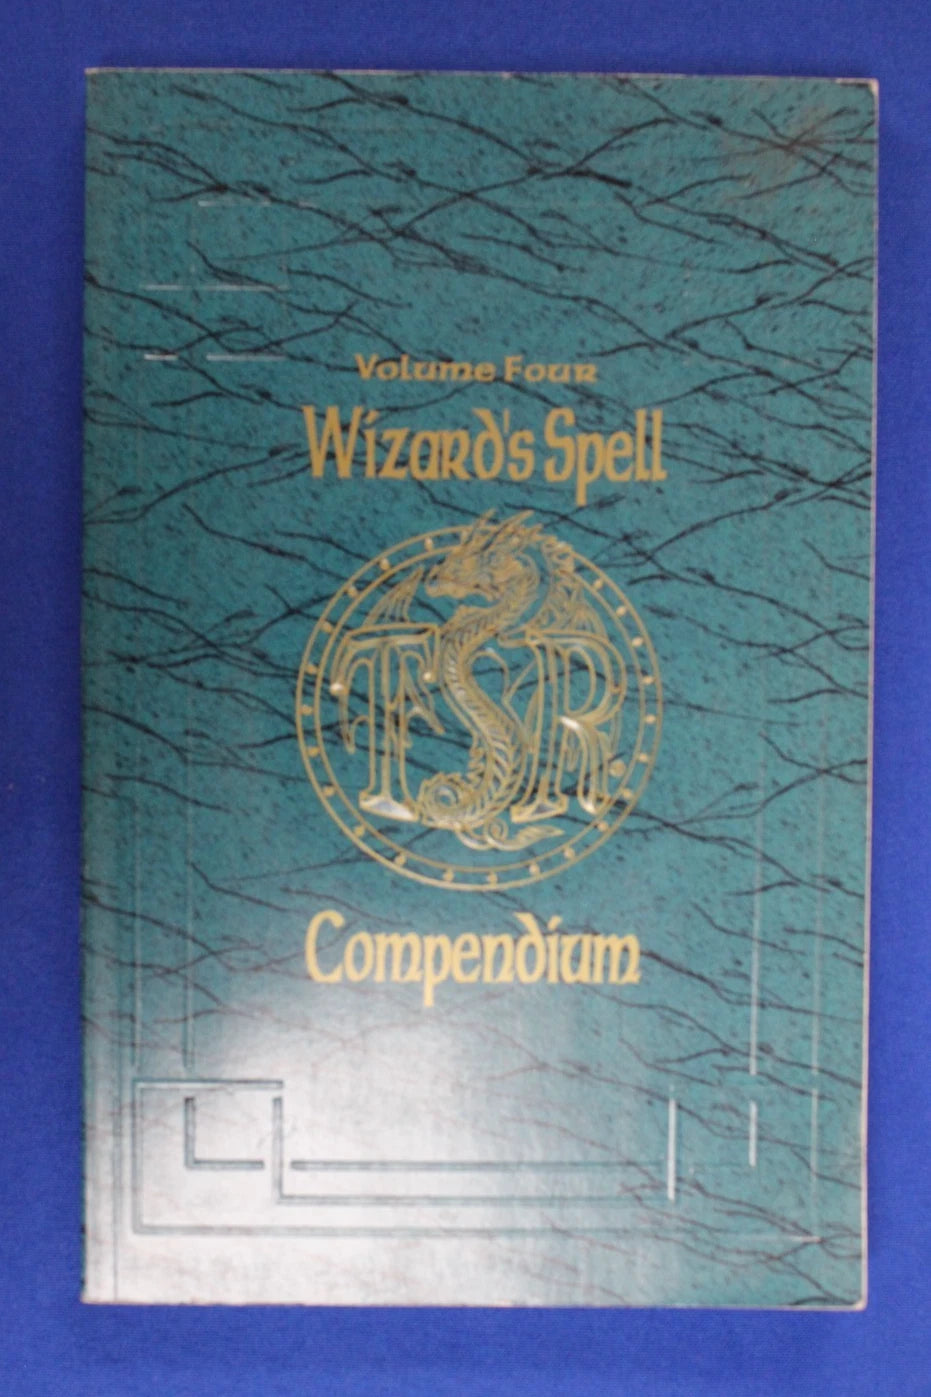 Volume Four
Wizard's Spell
TSR
Compendium